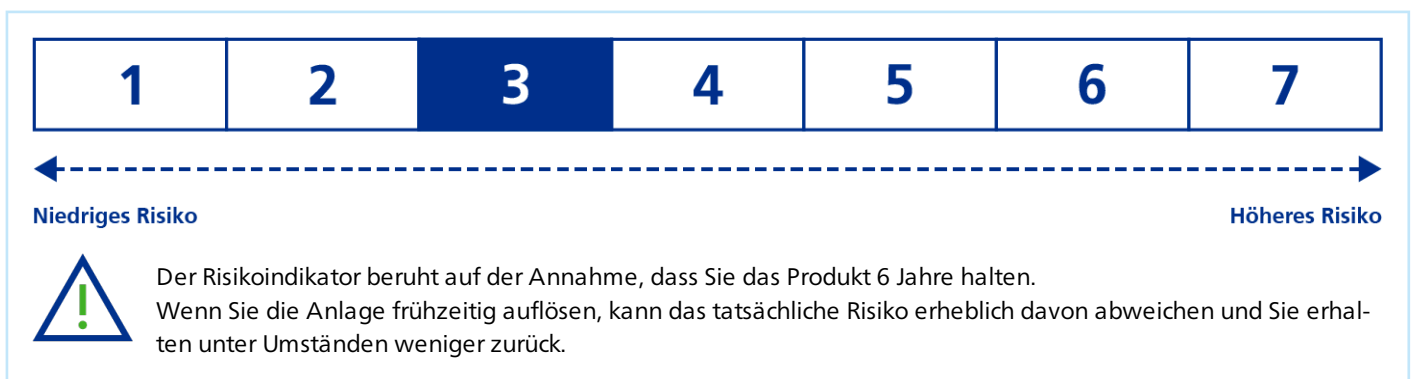 1 2 3 4 5 6 7
Niedriges Risiko Höheres Risiko
Der Risikoindikator beruht auf der Annahme, dass Sie das Produkt 6 Jahre halten.
Wenn Sie die Anlage frühzeitig auflösen, kann das tatsächliche Risiko erheblich davon abweichen und Sie erhal-
ten unter Umständen weniger zurück.